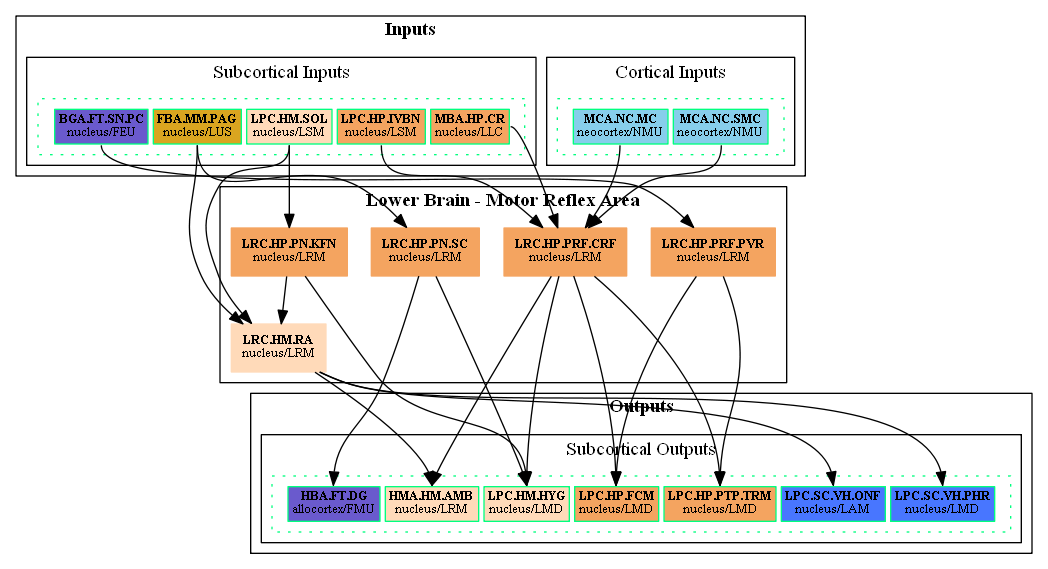 Inputs
Subcortical Inputs
Cortical Inputs
BGA.FT.SN.PC
nucleus/FEU
FBA.MM.PAG
nucleus/LUS
LPC.HM.SOL
nucleus/LSM
LPC.HP.IVBN
nucleus/LSM
MBA.HP.CR
nucleus/LLC
MCA.NC.MC
neocortex/NMU
MCA.NC.SMC
neocortex/NMU
Lower Brain - Motor Reflex Area
LRC.HP.PN.KFN
nucleus/LRM
LRC.HP.PN.SC
nucleus/LRM
LRC.HP.PRF.CRF
nucleus/LRM
LRC.HP.PRF.PVR
nucleus/LRM
LRC.HM.RA
nucleus/LRM
Outputs
Subcortical Outputs
HBA.FT.DG
allocortex/FMU
HMA.HM.AMB
nucleus/LRM
LPC.HM.HYG
nucleus/LMD
LPC.HP.FCM
nucleus/LMD
LPC.HP.PTP.TRM
nucleus/LMD
LPC.SC.VH.ONF
nucleus/LAM
LPC.SC.VH.PHR
nucleus/LMD